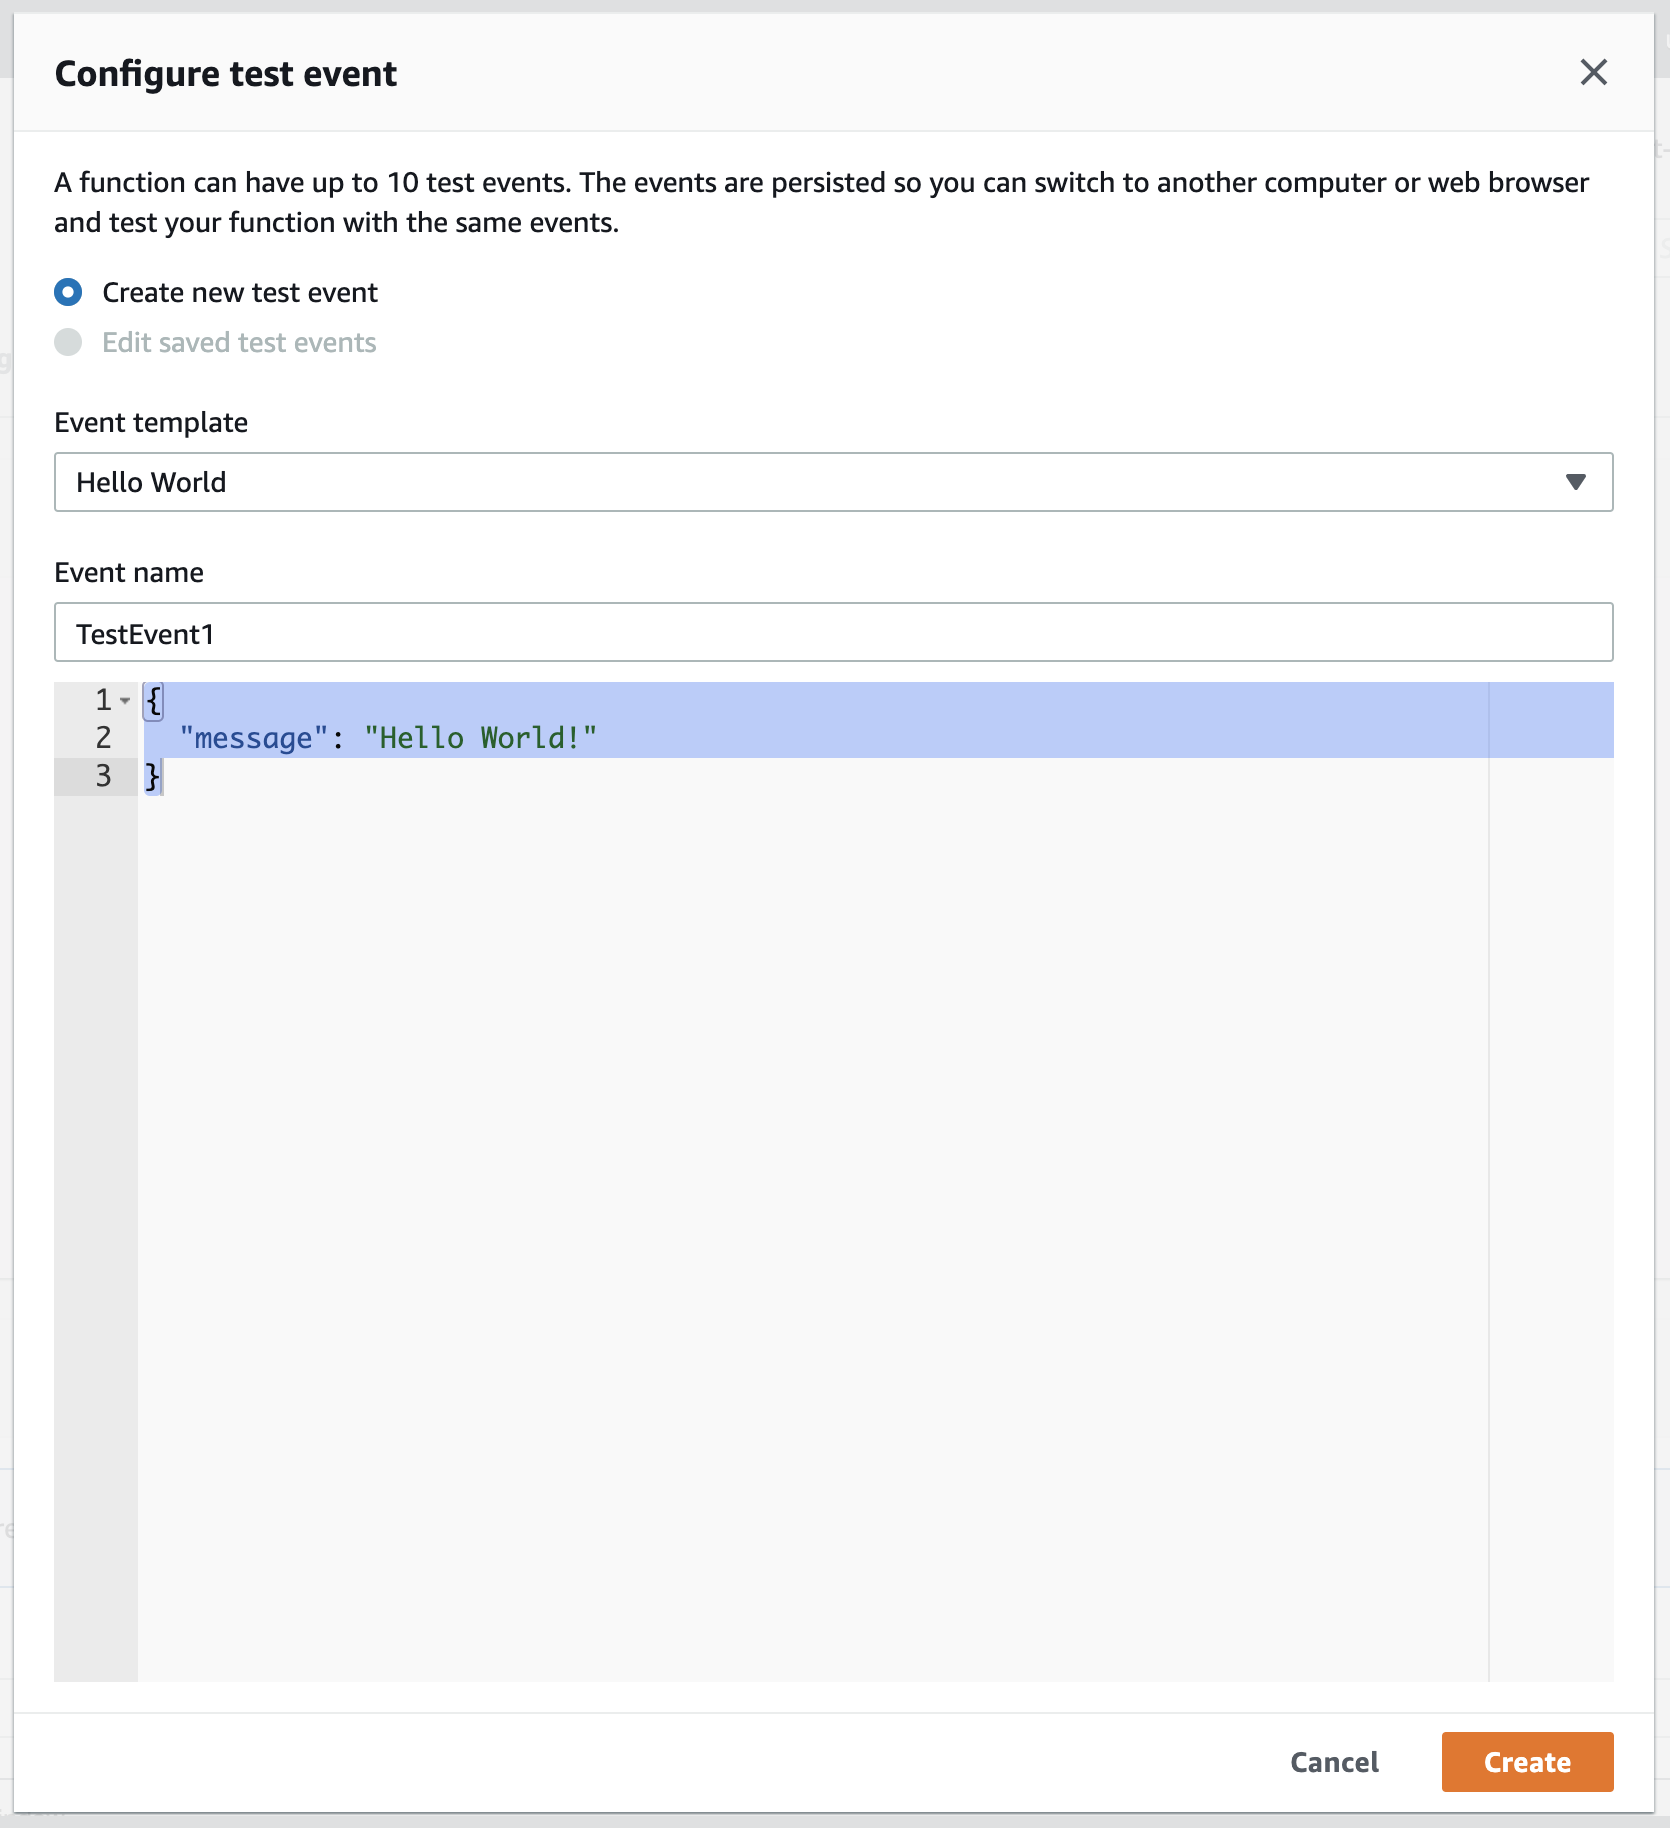 Configure test event
A function can have up to 10 test events. The events are persisted so you can switch to another computer or web browser
and test your function with the same events.
Create new test event
Edit saved test events
Event template
Hello World
Event name
TestEvent1
1 {
2 "message": "Hello World!"
3 }
Cancel
Create